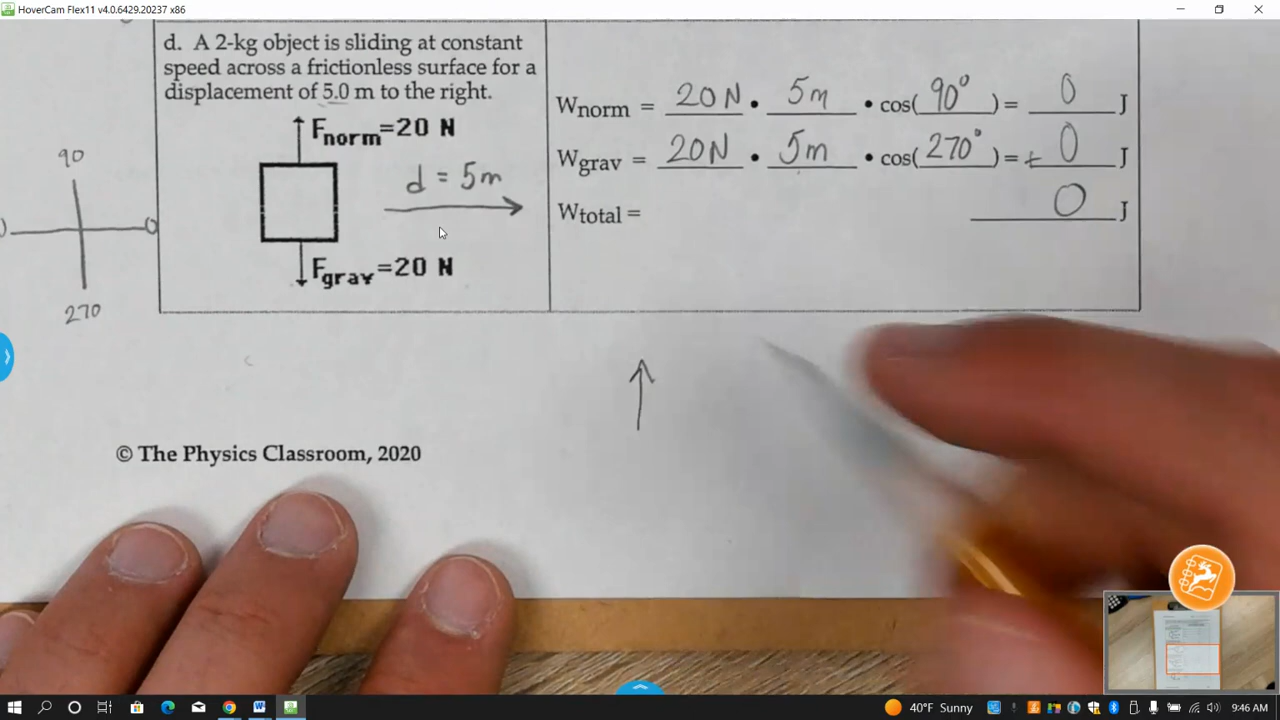 HoverCam Flex11 v4.0.6429.20237 x86
d. A 2-kg object is sliding at constant
speed across a frictionless surface for a
displacement of 5.0 m to the right.
Fnorm=20 N
d = 5m
Fgrav=20 N
90
0
270
Wnorm = 20 N • 5m • cos(90°)= 0 J
Wgrav = 20N • 5m • cos(270°)=+ 0 J
Wtotal = 0 J
© The Physics Classroom, 2020
40°F Sunny
9:46 AM